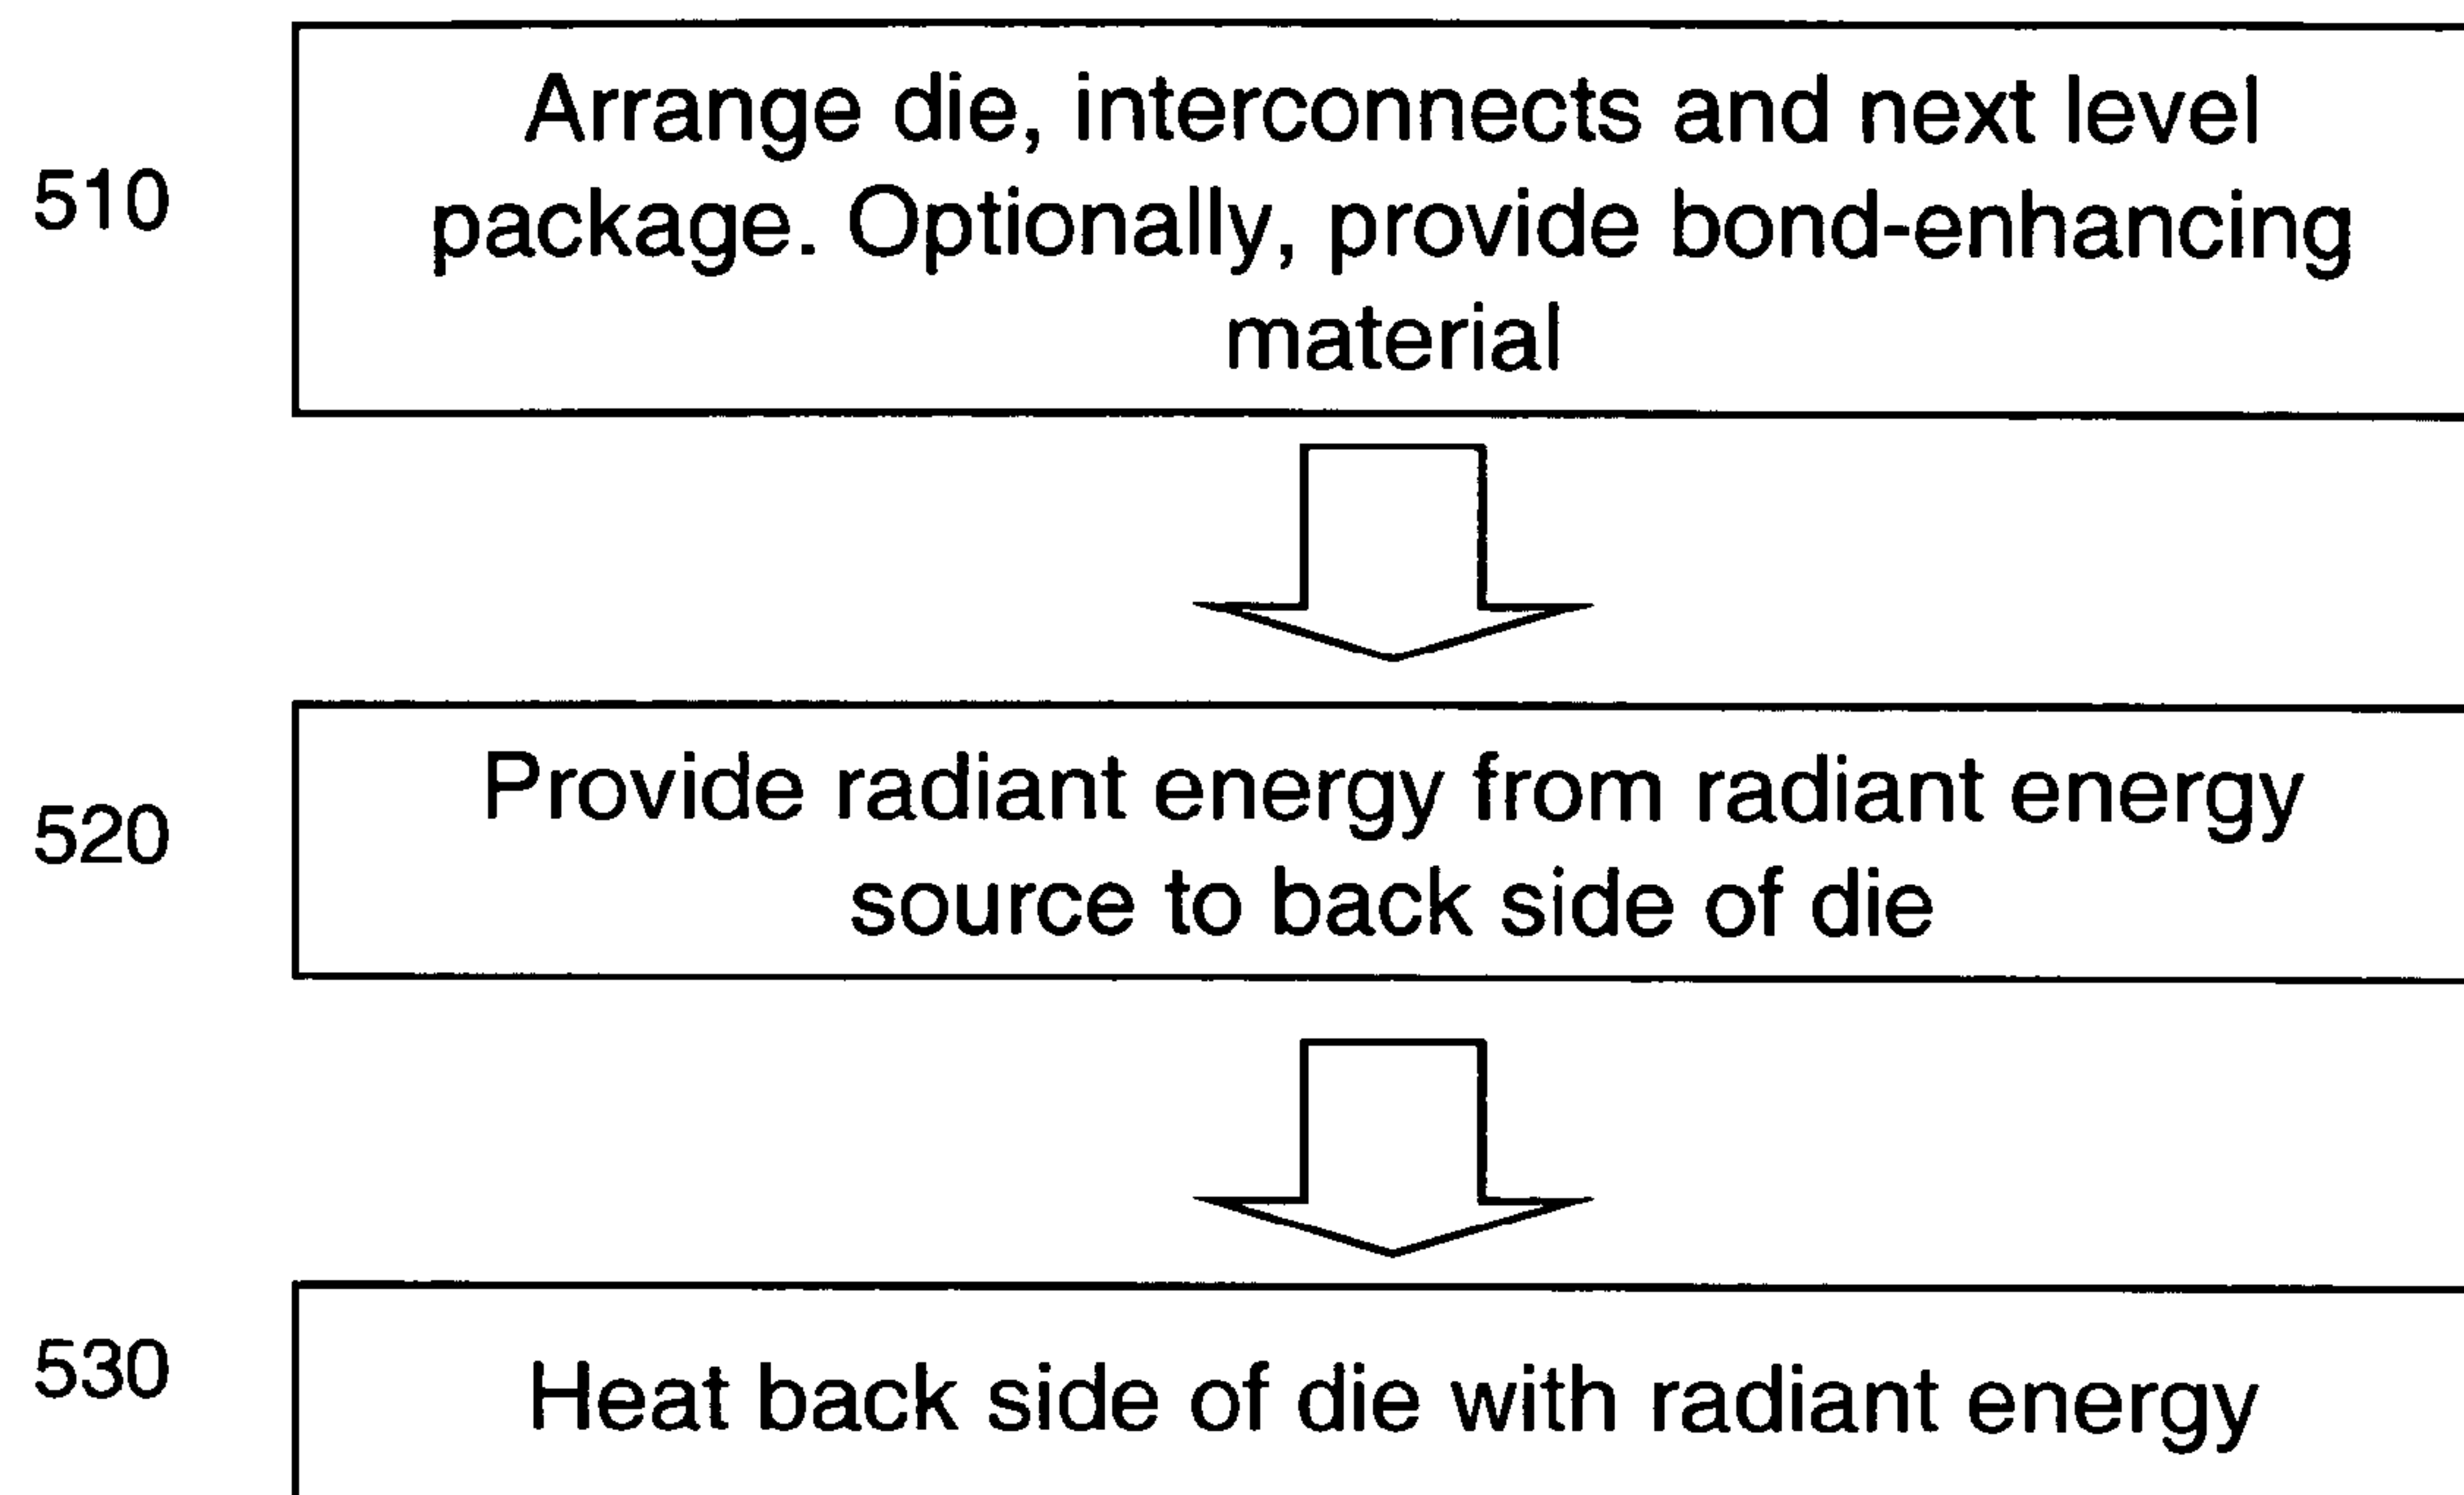 510
Arrange die, interconnects and next level
package. Optionally, provide bond-enhancing
material
520
Provide radiant energy from radiant energy
source to back side of die
530
Heat back side of die with radiant energy